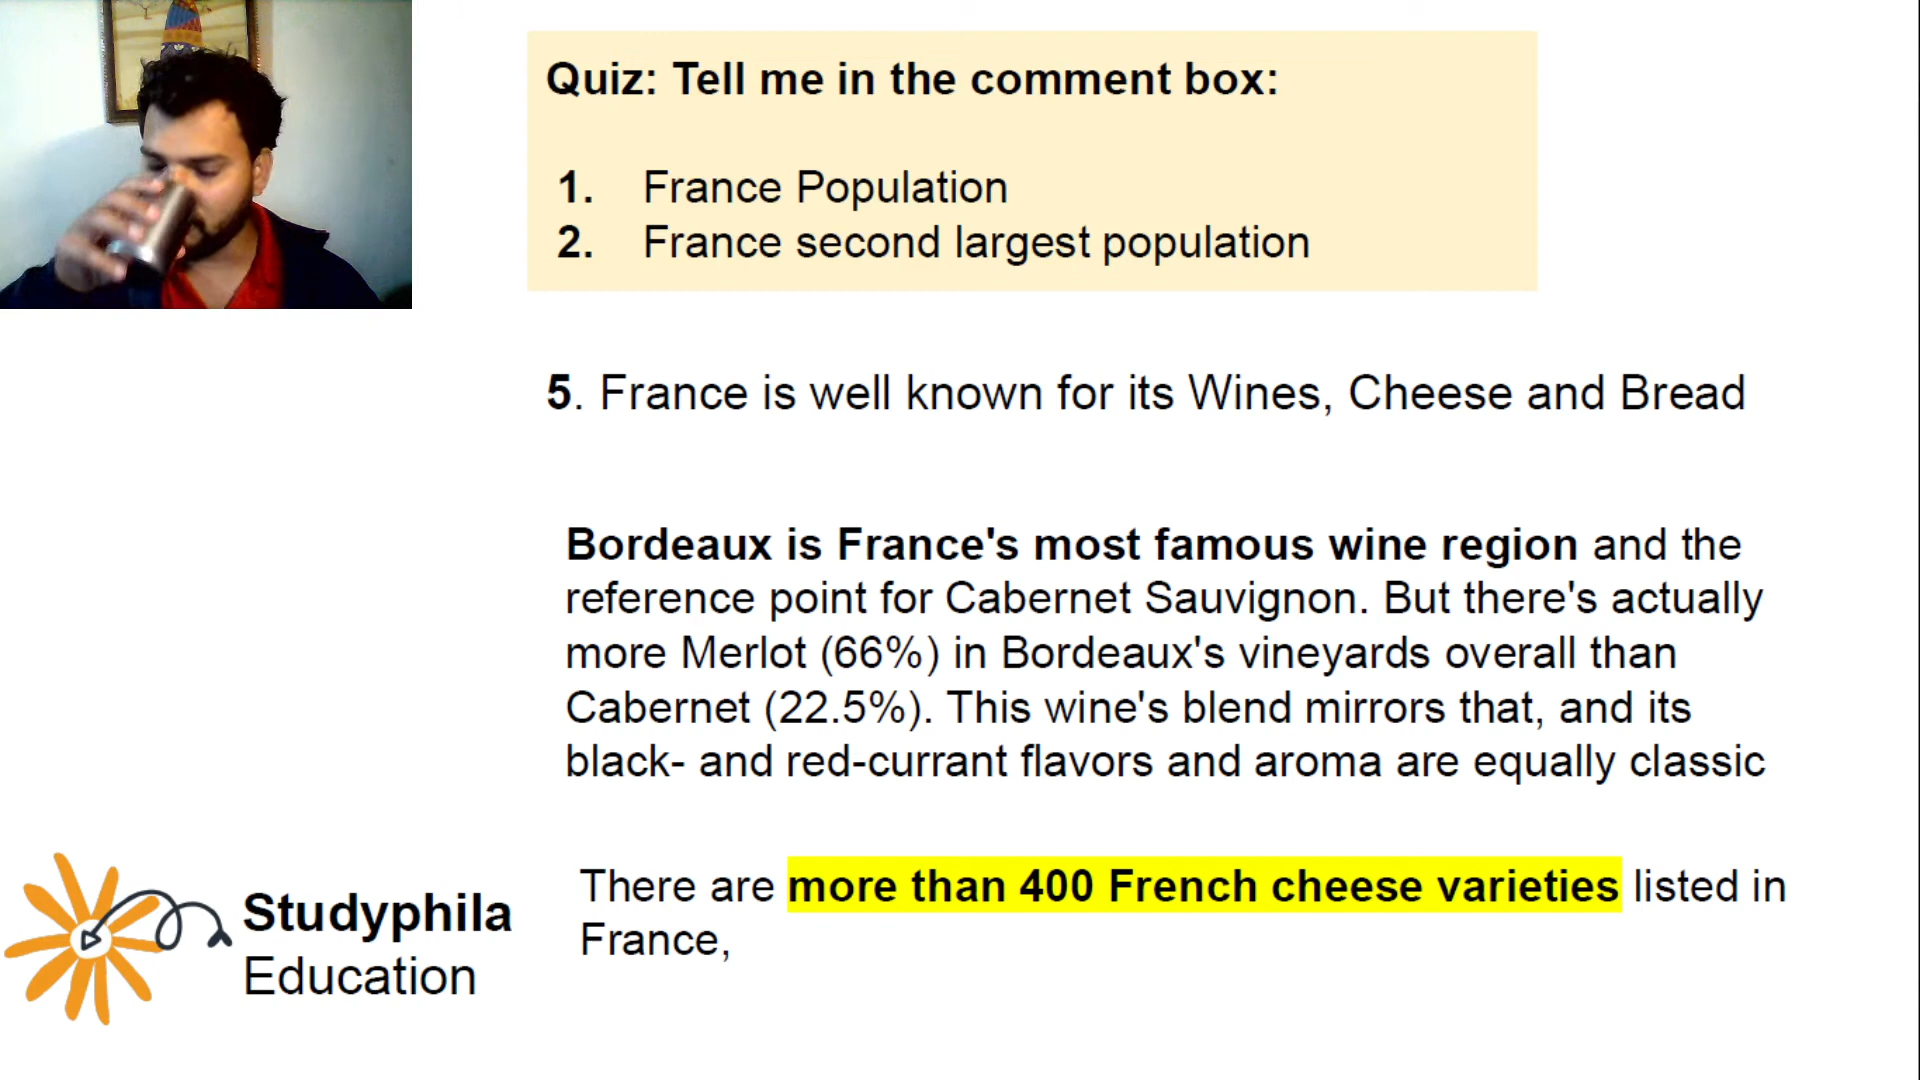 Quiz: Tell me in the comment box:
1. France Population
2. France second largest population
5. France is well known for its Wines, Cheese and Bread
Bordeaux is France's most famous wine region and the
reference point for Cabernet Sauvignon. But there's actually
more Merlot (66%) in Bordeaux's vineyards overall than
Cabernet (22.5%). This wine's blend mirrors that, and its
black- and red-currant flavors and aroma are equally classic
There are more than 400 French cheese varieties listed in
France,
Studyphila
Education